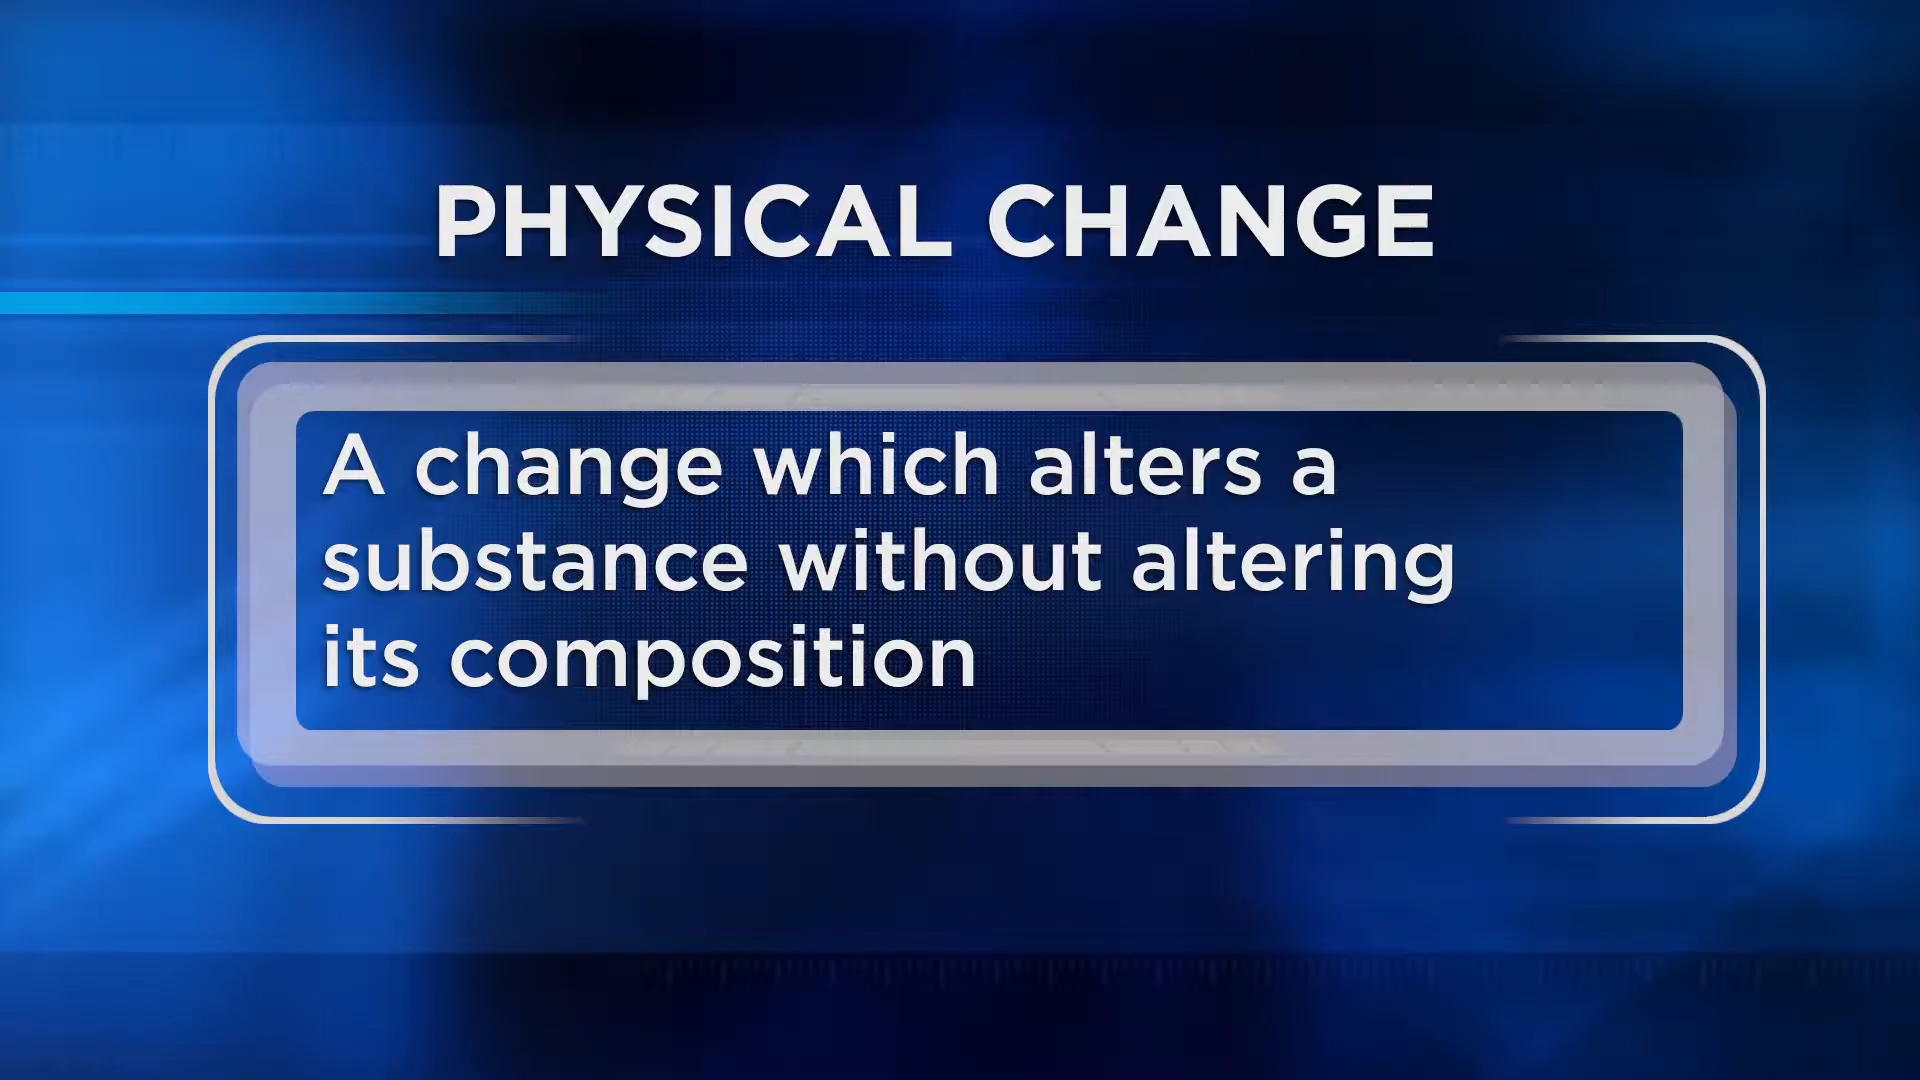 PHYSICAL CHANGE
A change which alters a
substance without altering
its composition